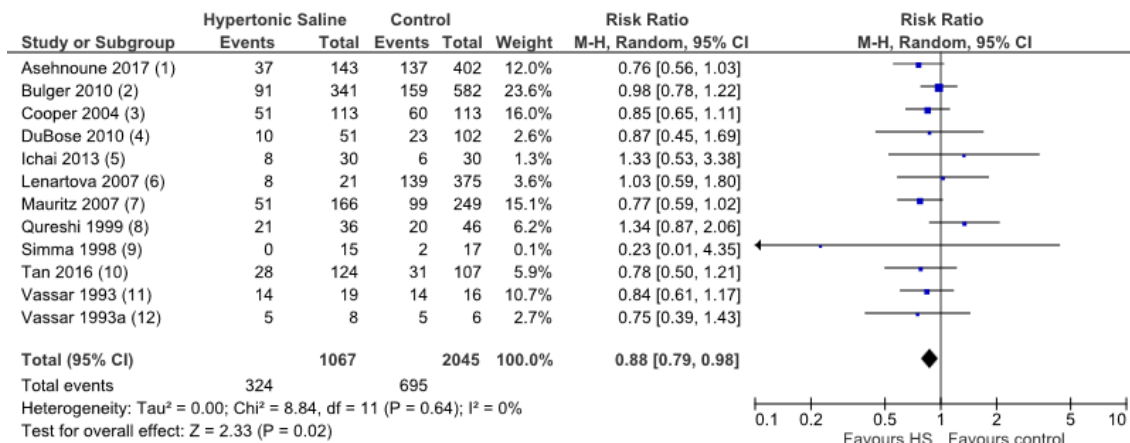 Hypertonic Saline Control Risk Ratio Risk Ratio
Study or Subgroup Events Total Events Total Weight M-H, Random, 95% CI M-H, Random, 95% CI
Asehnoune 2017 (1) 37 143 137 402 12.0% 0.76 [0.56, 1.03]
Bulger 2010 (2) 91 341 159 582 23.6% 0.98 [0.78, 1.22]
Cooper 2004 (3) 51 113 60 113 16.0% 0.85 [0.65, 1.11]
DuBose 2010 (4) 10 51 23 102 2.6% 0.87 [0.45, 1.69]
Ichai 2013 (5) 8 30 6 30 1.3% 1.33 [0.53, 3.38]
Lenartova 2007 (6) 8 21 139 375 3.6% 1.03 [0.59, 1.80]
Mauritz 2007 (7) 51 166 99 249 15.1% 0.77 [0.59, 1.02]
Qureshi 1999 (8) 21 36 20 46 6.2% 1.34 [0.87, 2.06]
Simma 1998 (9) 0 15 2 17 0.1% 0.23 [0.01, 4.35]
Tan 2016 (10) 28 124 31 107 5.9% 0.78 [0.50, 1.21]
Vassar 1993 (11) 14 19 14 16 10.7% 0.84 [0.61, 1.17]
Vassar 1993a (12) 5 8 5 6 2.7% 0.75 [0.39, 1.43]
Total (95% CI) 1067 2045 100.0% 0.88 [0.79, 0.98]
Total events 324 695
Heterogeneity: Tau² = 0.00; Chi² = 8.84, df = 11 (P = 0.64); I² = 0%
Test for overall effect: Z = 2.33 (P = 0.02)
0.1 0.2 0.5 1 2 5 10
Favours HS Favours control